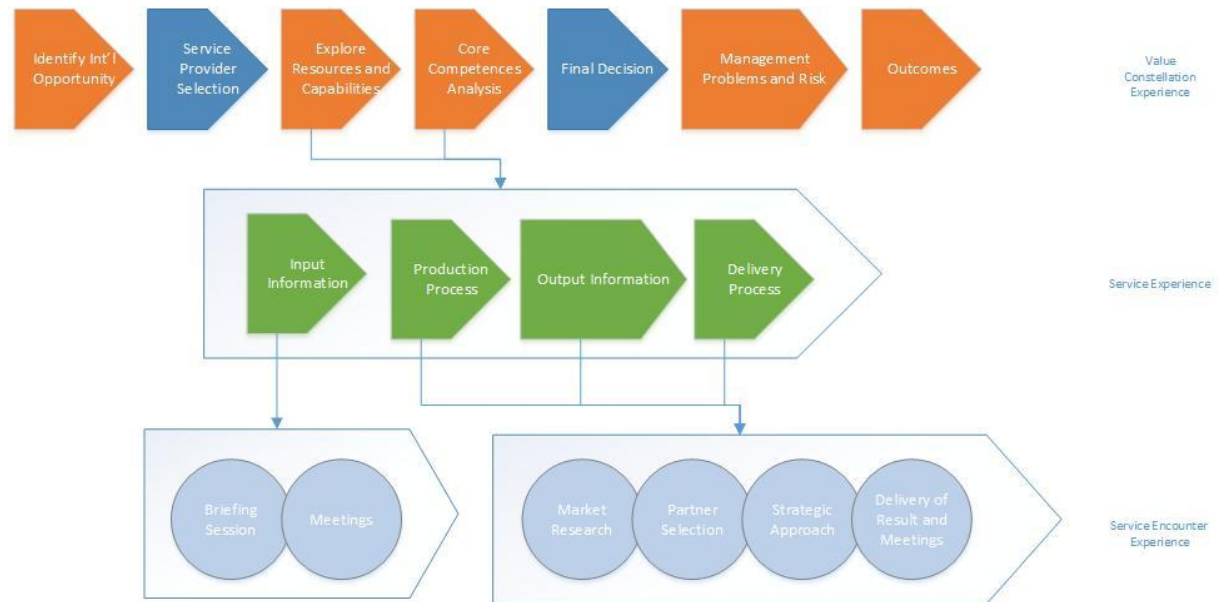 Identify Int'l
Opportunity
Service
Provider
Selection
Explore
Resources and
Capabilities
Core
Competences
Analysis
Final Decision
Management
Problems and Risk
Outcomes
Value
Constellation
Experience
Input
Information
Production
Process
Output Information
Delivery
Process
Service Experience
Briefing
Session
Meetings
Market
Research
Partner
Selection
Strategic
Approach
Delivery of
Result and
Meetings
Service Encounter
Experience